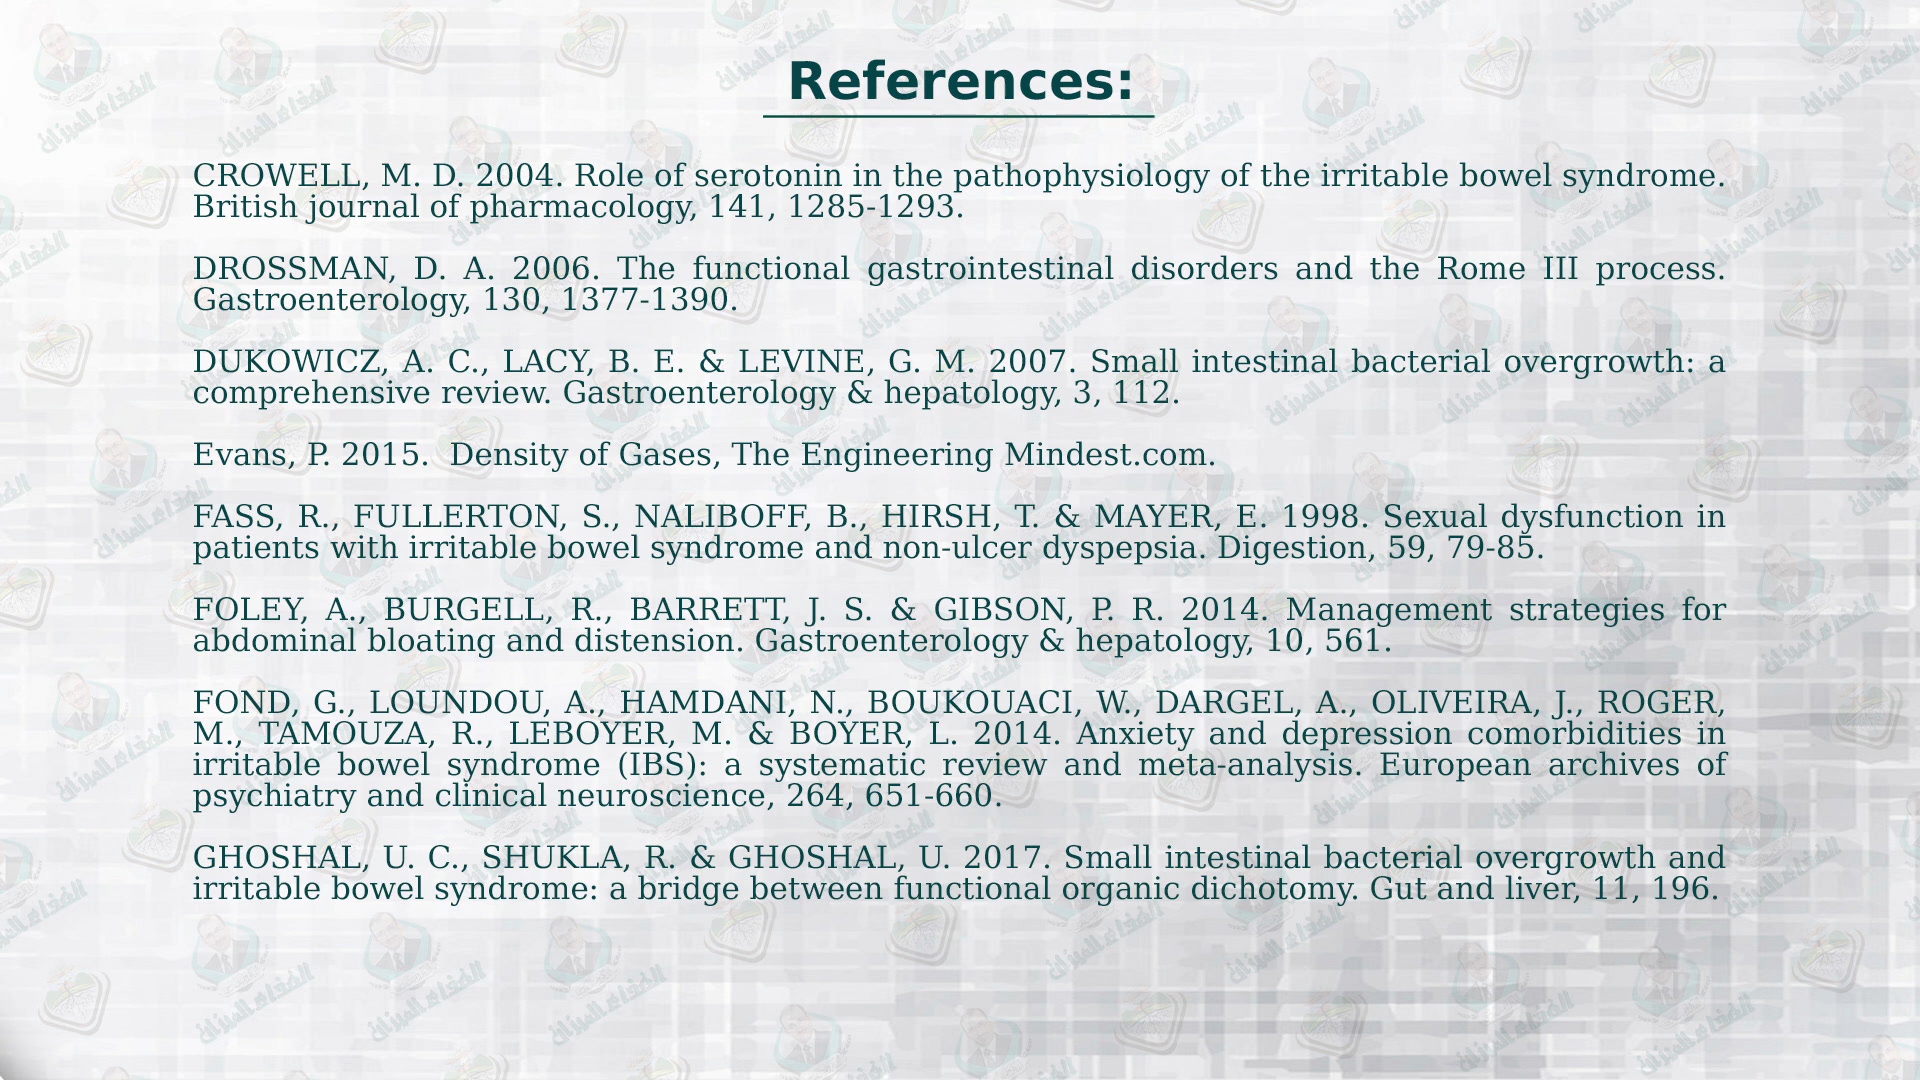 References:
CROWELL, M. D. 2004. Role of serotonin in the pathophysiology of the irritable bowel syndrome.
British journal of pharmacology, 141, 1285-1293.
DROSSMAN, D. A. 2006. The functional gastrointestinal disorders and the Rome III process.
Gastroenterology, 130, 1377-1390.
DUKOWICZ, A. C., LACY, B. E. & LEVINE, G. M. 2007. Small intestinal bacterial overgrowth: a
comprehensive review. Gastroenterology & hepatology, 3, 112.
Evans, P. 2015.  Density of Gases, The Engineering Mindest.com.
FASS, R., FULLERTON, S., NALIBOFF, B., HIRSH, T. & MAYER, E. 1998. Sexual dysfunction in
patients with irritable bowel syndrome and non-ulcer dyspepsia. Digestion, 59, 79-85.
FOLEY, A., BURGELL, R., BARRETT, J. S. & GIBSON, P. R. 2014. Management strategies for
abdominal bloating and distension. Gastroenterology & hepatology, 10, 561.
FOND, G., LOUNDOU, A., HAMDANI, N., BOUKOUACI, W., DARGEL, A., OLIVEIRA, J., ROGER,
M., TAMOUZA, R., LEBOYER, M. & BOYER, L. 2014. Anxiety and depression comorbidities in
irritable bowel syndrome (IBS): a systematic review and meta-analysis. European archives of
psychiatry and clinical neuroscience, 264, 651-660.
GHOSHAL, U. C., SHUKLA, R. & GHOSHAL, U. 2017. Small intestinal bacterial overgrowth and
irritable bowel syndrome: a bridge between functional organic dichotomy. Gut and liver, 11, 196.